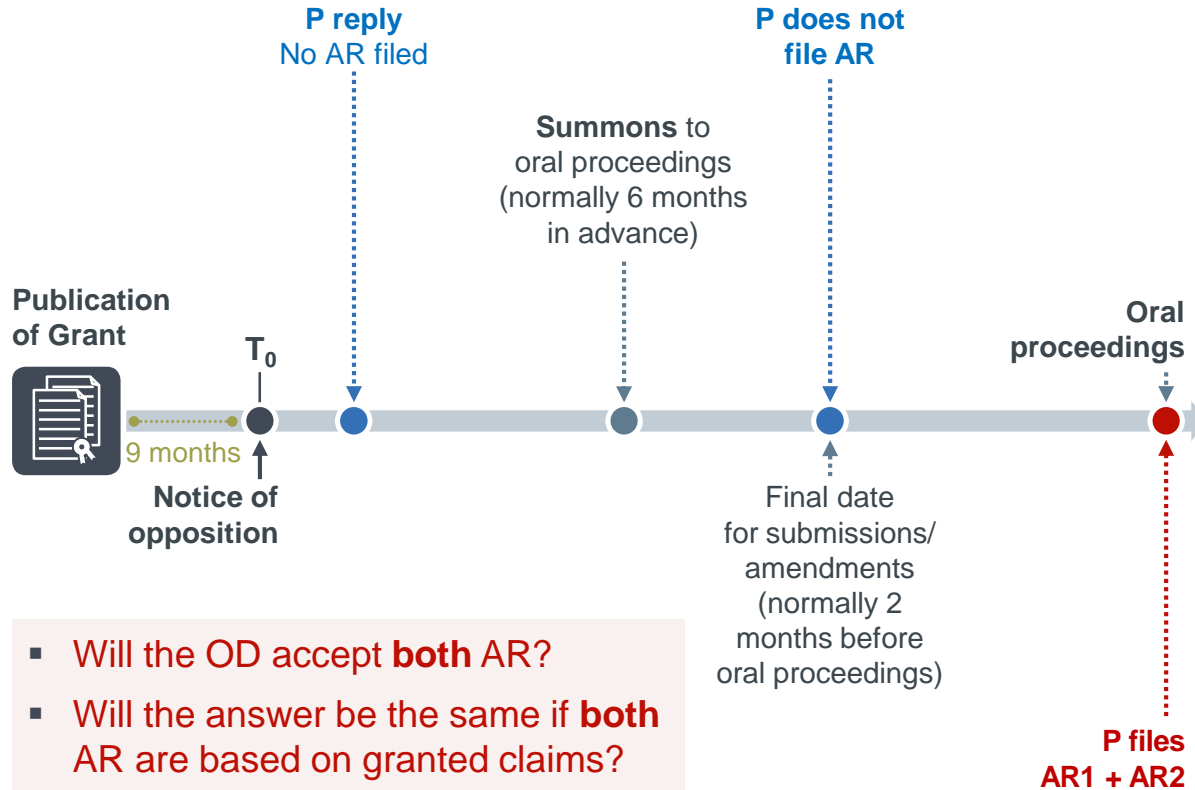 P reply
No AR filed
P does not
file AR
Summons to
oral proceedings
(normally 6 months
in advance)
Publication
of Grant
T0
Oral
proceedings
9 months
Notice of
opposition
Final date
for submissions/
amendments
(normally 2
months before
oral proceedings)
▪ Will the OD accept both AR?
▪ Will the answer be the same if both
AR are based on granted claims?
P files
AR1 + AR2